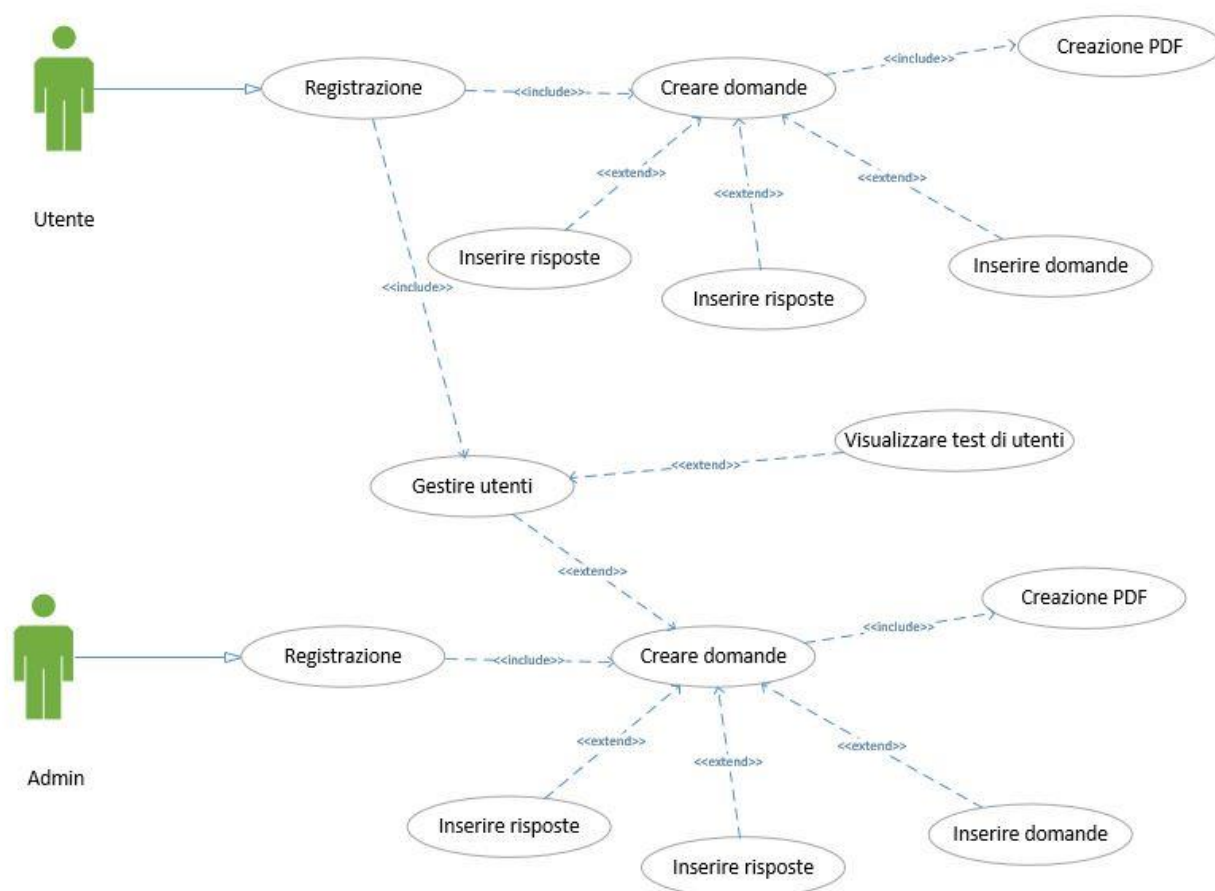 Creazione PDF
<<include>>
Registrazione
<<include>>
Creare domande
<<extend>>
<<extend>>
<<extend>>
Utente
Inserire risposte
Inserire risposte
Inserire domande
<<include>>
Visualizzare test di utenti
<<extend>>
Gestire utenti
<<extend>>
Creazione PDF
<<include>>
Registrazione
<<include>>
Creare domande
<<extend>>
<<extend>>
<<extend>>
Admin
Inserire risposte
Inserire risposte
Inserire domande